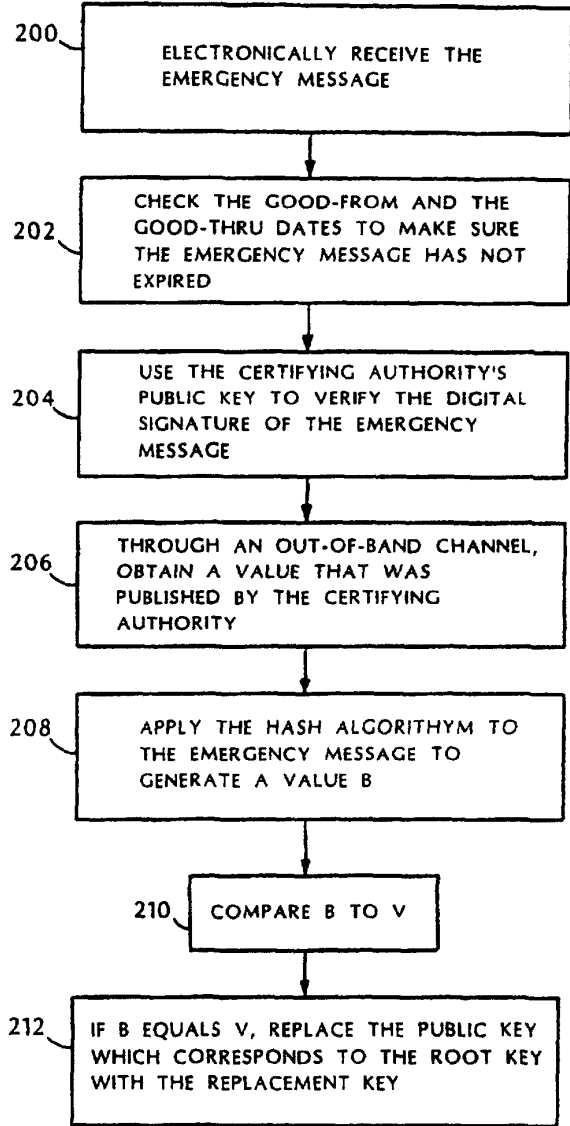 200
ELECTRONICALLY RECEIVE THE
EMERGENCY MESSAGE
202
CHECK THE GOOD-FROM AND THE
GOOD-THRU DATES TO MAKE SURE
THE EMERGENCY MESSAGE HAS NOT
EXPIRED
204
USE THE CERTIFYING AUTHORITY'S
PUBLIC KEY TO VERIFY THE DIGITAL
SIGNATURE OF THE EMERGENCY
MESSAGE
206
THROUGH AN OUT-OF-BAND CHANNEL,
OBTAIN A VALUE THAT WAS
PUBLISHED BY THE CERTIFYING
AUTHORITY
208
APPLY THE HASH ALGORITHYM TO
THE EMERGENCY MESSAGE TO
GENERATE A VALUE B
210
COMPARE B TO V
212
IF B EQUALS V, REPLACE THE PUBLIC KEY
WHICH CORRESPONDS TO THE ROOT KEY
WITH THE REPLACEMENT KEY